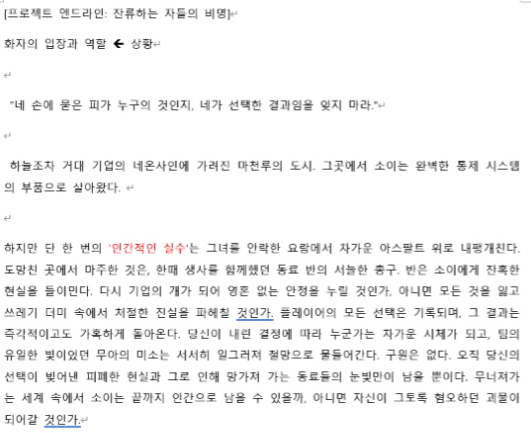 [프로젝트 엔드라인: 잔류하는 자들의 비명]
화자의 입장과 역할 ← 상황
"네 손에 묻은 피가 누구의 것인지, 네가 선택한 결과임을 잊지 마라."
하늘조차 거대 기업의 네온사인에 가려진 마천루의 도시. 그곳에서 소이는 완벽한 통제 시스템
의 부품으로 살아왔다.
하지만 단 한 번의 '인간적인 실수'는 그녀를 안락한 요람에서 차가운 아스팔트 위로 내팽개친다.
도망친 곳에서 마주한 것은, 한때 생사를 함께했던 동료 반의 서늘한 총구. 반은 소이에게 잔혹한
현실을 들이민다. 다시 기업의 개가 되어 영혼 없는 안정을 누릴 것인가, 아니면 모든 것을 잃고
쓰레기 더미 속에서 처절한 진실을 파헤칠 것인가. 플레이어의 모든 선택은 기록되며, 그 결과는
즉각적이고도 가혹하게 돌아온다. 당신이 내린 결정에 따라 누군가는 차가운 시체가 되고, 팀의
유일한 빛이었던 무아의 미소는 서서히 일그러져 절망으로 물들어간다. 구원은 없다. 오직 당신의
선택이 빚어낸 피폐한 현실과 그로 인해 망가져 가는 동료들의 눈빛만이 남을 뿐이다. 무너져가
는 세계 속에서 소이는 끝까지 인간으로 남을 수 있을까, 아니면 자신이 그토록 혐오하던 괴물이
되어갈 것인가.